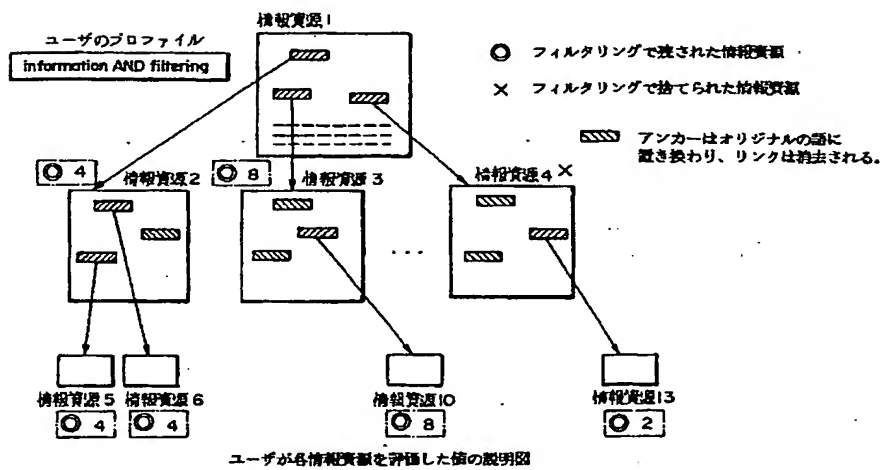 情報資源1
ユーザのプロファイル
information AND filtering
◎ フィルタリングで残された情報資源
× フィルタリングで捨てられた情報資源
アンカーはオリジナルの語に
置き換わり、リンクは消去される。
◎ 4
情報資源2
◎ 8
情報資源3
情報資源4 ×
...
情報資源5
情報資源6
情報資源10
情報資源13
◎ 4
◎ 4
◎ 8
◎ 2
ユーザが各情報資源を評価した値の説明図